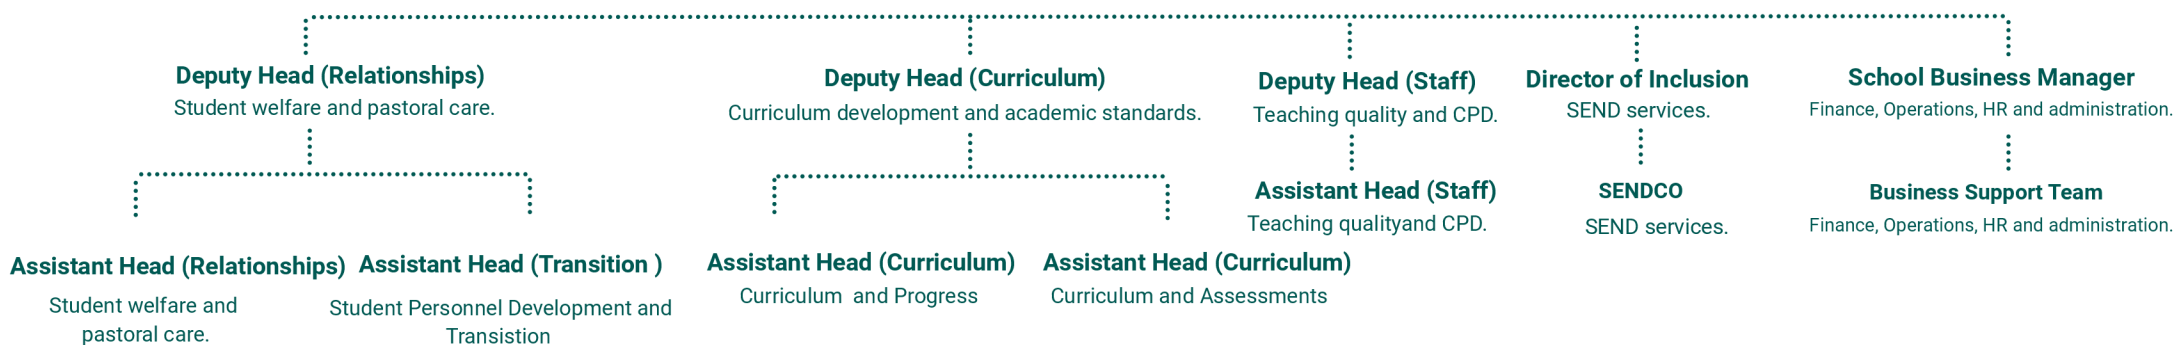 Deputy Head (Relationships)
Student welfare and pastoral care.
Deputy Head (Curriculum)
Curriculum development and academic standards.
Deputy Head (Staff)
Teaching quality and CPD.
Director of Inclusion
SEND services.
School Business Manager
Finance, Operations, HR and administration.
Assistant Head (Relationships)
Student welfare and
pastoral care.
Assistant Head (Transition )
Student Personnel Development and
Transistion
Assistant Head (Curriculum)
Curriculum  and Progress
Assistant Head (Curriculum)
Curriculum and Assessments
Assistant Head (Staff)
Teaching qualityand CPD.
SENDCO
SEND services.
Business Support Team
Finance, Operations, HR and administration.